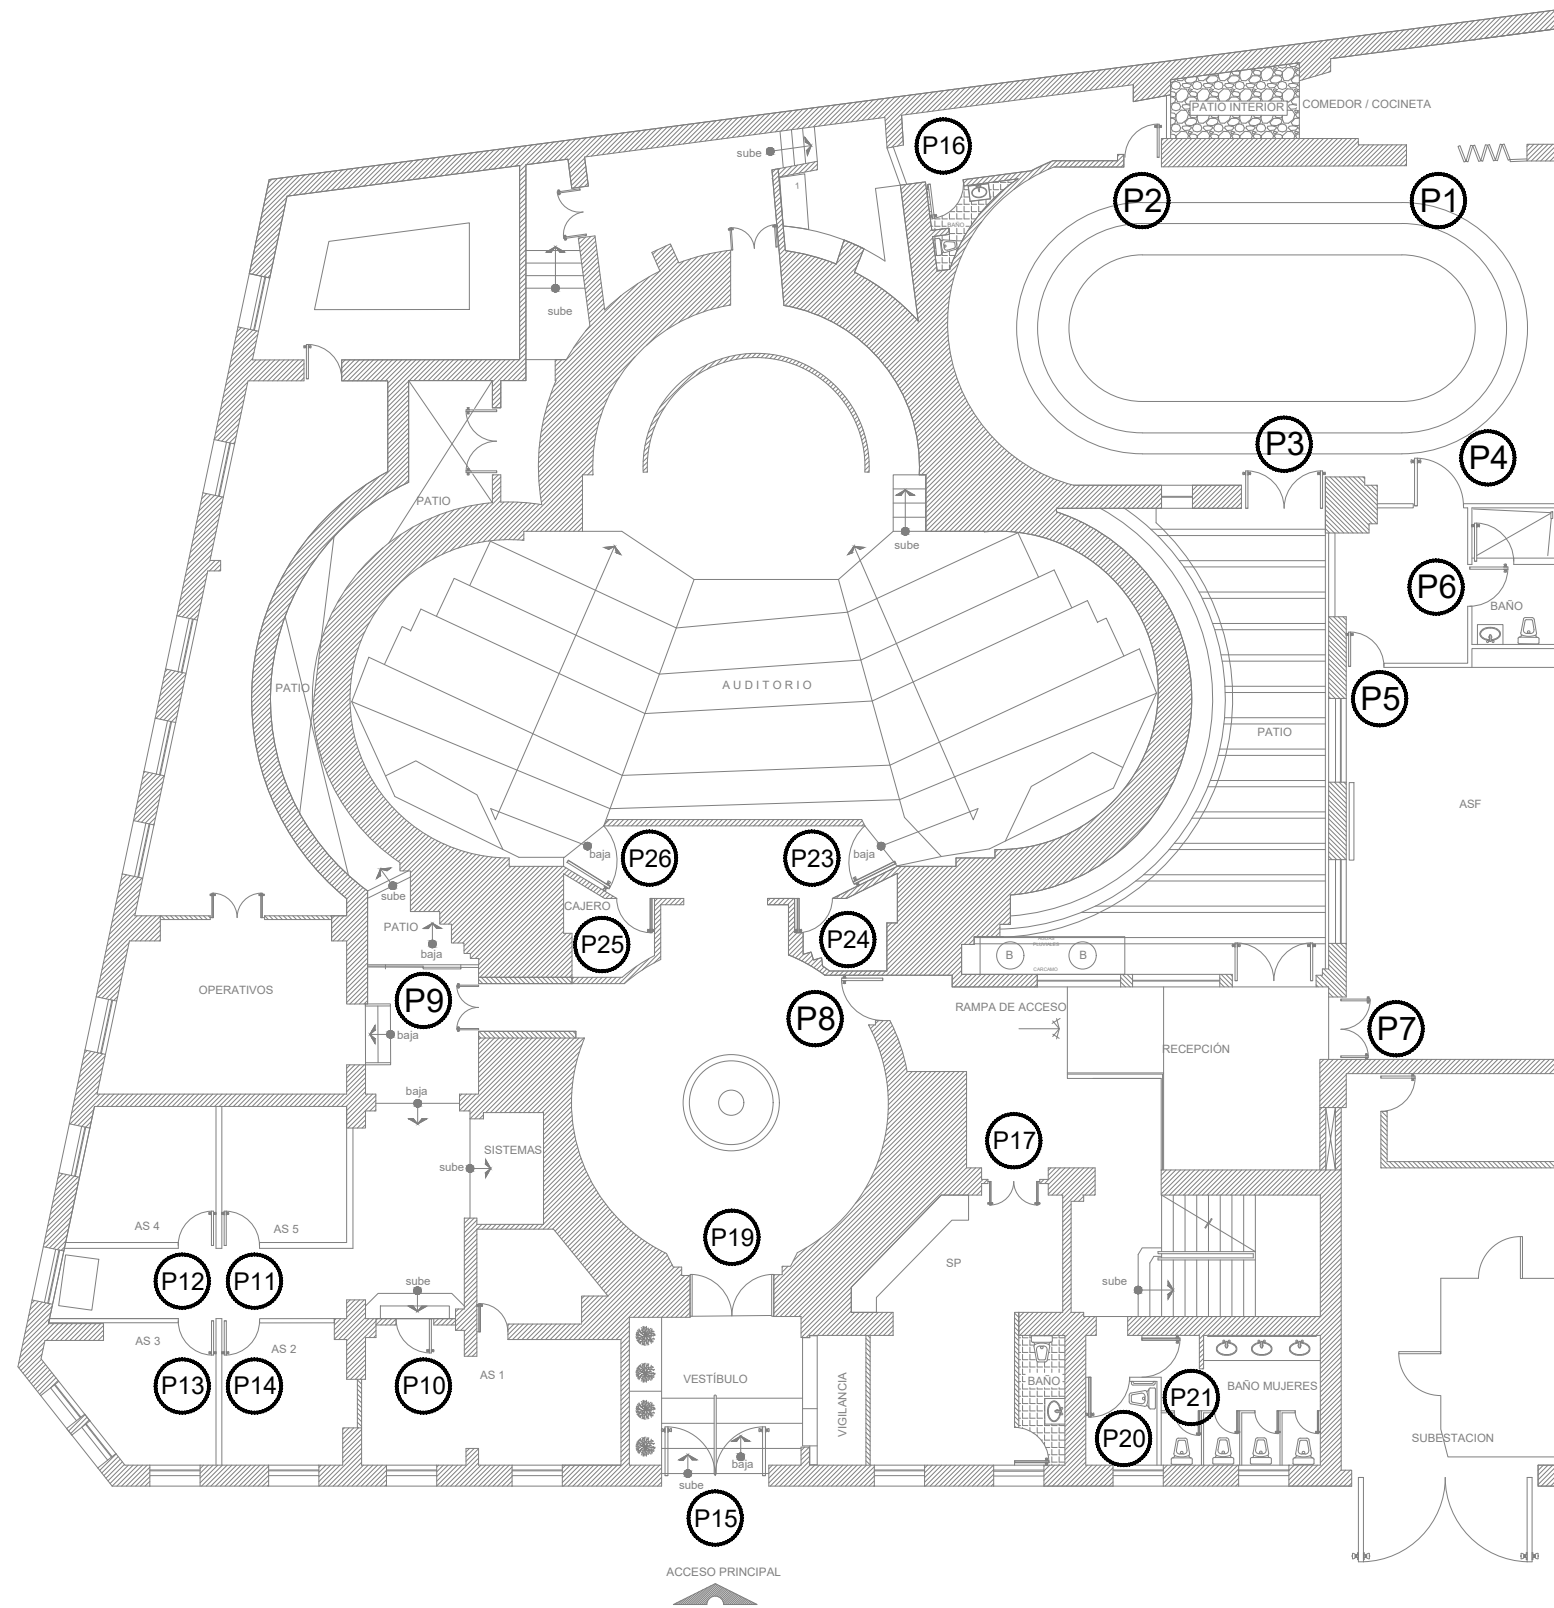 PATIO INTERIOR
COMEDOR / COCINETA
P16
sube
1
P2
P1
BAÑO
sube
P3
P4
PATIO
sube
P6
BAÑO
PATIO
AUDITORIO
P5
PATIO
ASF
baja
P26
P23
baja
sube
CAJERO
PATIO
baja
P25
P24
PLUVIALES
B
B
CARCAMO
OPERATIVOS
P9
P8
RAMPA DE ACCESO
P7
baja
RECEPCIÓN
baja
SISTEMAS
P17
sube
AS 4
AS 5
P19
P12
P11
sube
SP
sube
AS 3
AS 2
AS 1
P13
P14
P10
VESTÍBULO
VIGILANCIA
BAÑO
P21
BAÑO MUJERES
P20
SUBESTACION
baja
sube
P15
ACCESO PRINCIPAL